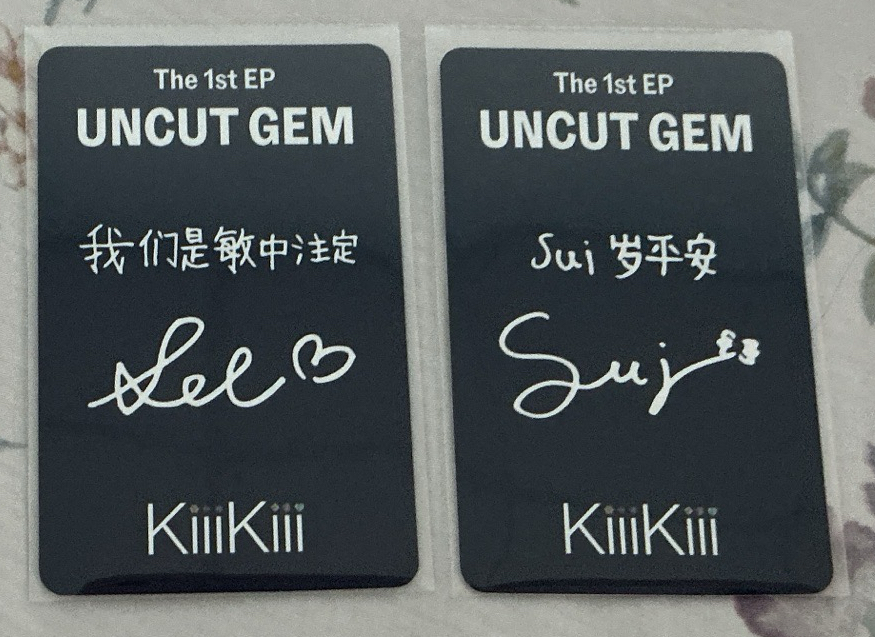 The 1st EP
UNCUT GEM
我们是敏中注定
KiiiKiii
The 1st EP
UNCUT GEM
Sui 岁平安
Sui
KiiiKiii